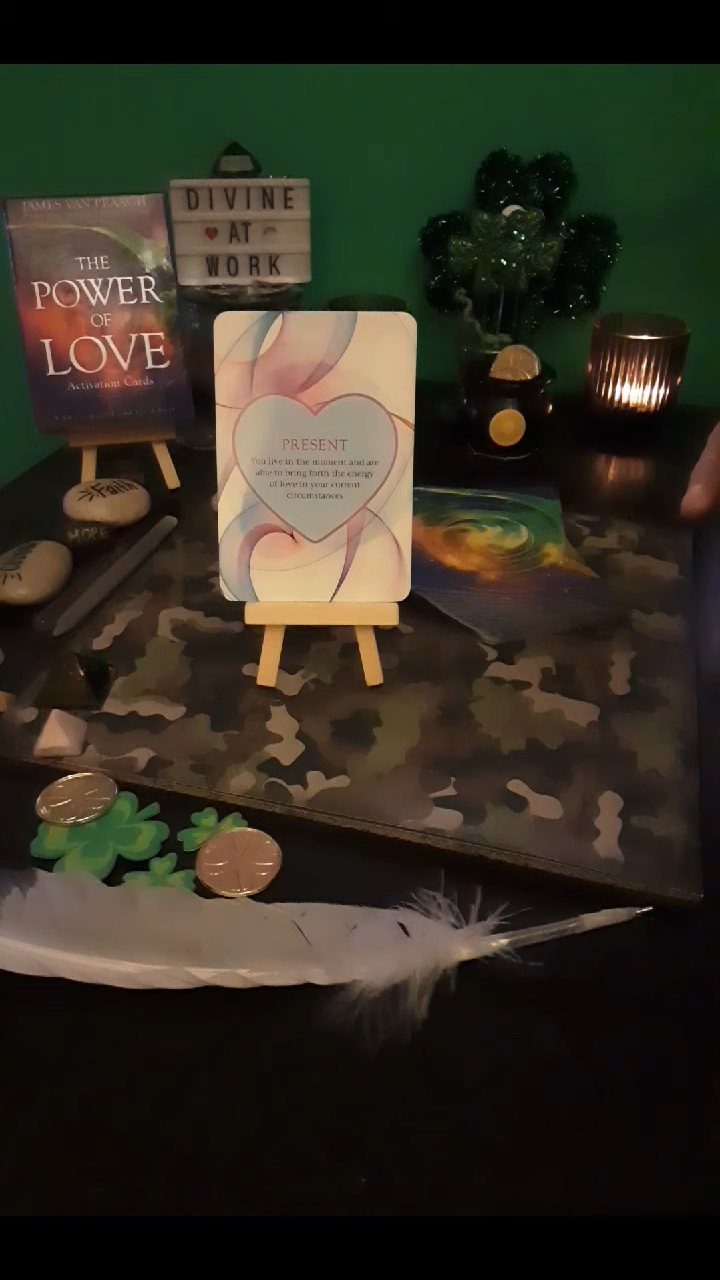 JAMES VAN PRAAGH
THE
POWER
OF
LOVE
Activation Cards
DIVINE
AT
WORK
PRESENT
You live in the moment and are
able to bring forth the energy
of love in your current
circumstances
Faith
HOPE